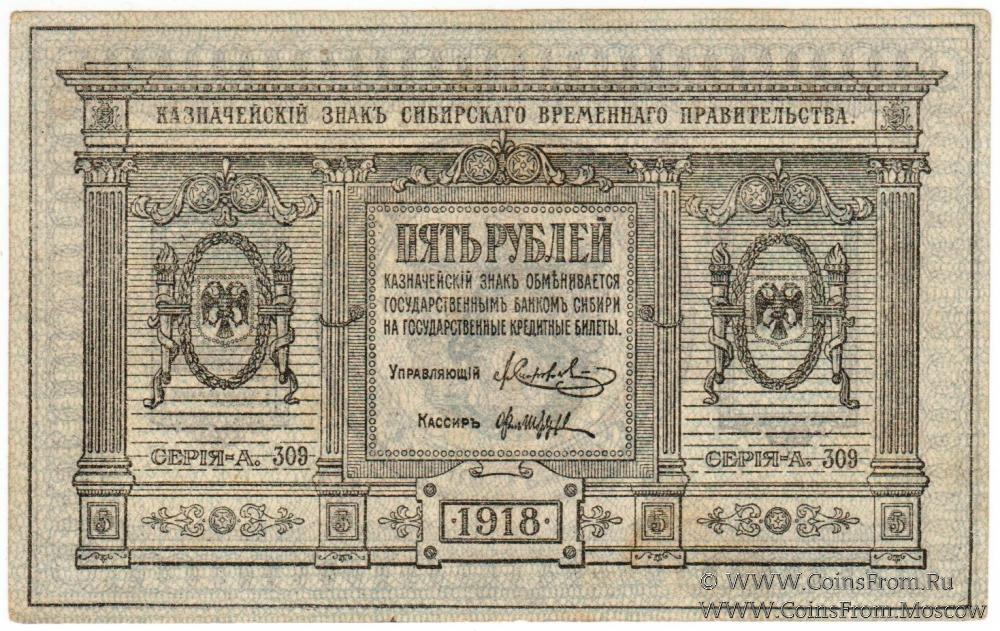 КАЗНАЧЕЙСКІЙ ЗНАКЪ СИБИРСКАГО ВРЕМЕННАГО ПРАВИТЕЛЬСТВА.
ПЯТЬ РУБЛЕЙ
КАЗНАЧЕЙСКІЙ ЗНАКЪ ОБМѢНИВАЕТСЯ
ГОСУДАРСТВЕННЫМЪ БАНКОМЪ СИБИРИ
НА ГОСУДАРСТВЕННЫЕ КРЕДИТНЫЕ БИЛЕТЫ.
УПРАВЛЯЮЩІЙ
КАССИРЪ
СЕРІЯ=А. 309 СЕРІЯ=А. 309
5 5 ·1918· 5 5
© WWW.CoinsFrom.Ru
WWW.CoinsFrom.Moscow